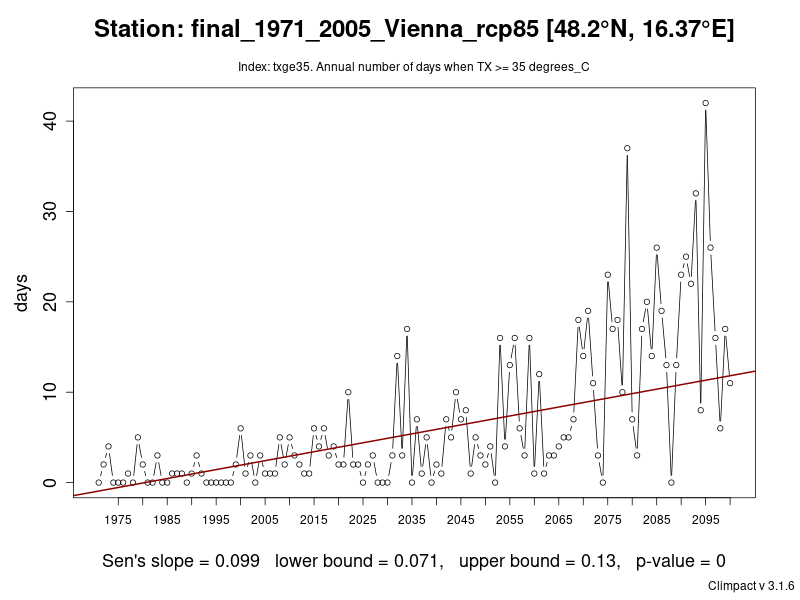 Station: final_1971_2005_Vienna_rcp85 [48.2°N, 16.37°E]
Index: txge35. Annual number of days when TX >= 35 degrees_C
days
40
30
20
10
0
1975 1985 1995 2005 2015 2025 2035 2045 2055 2065 2075 2085 2095
Sen's slope = 0.099 lower bound = 0.071, upper bound = 0.13, p-value = 0
Climpact v 3.1.6